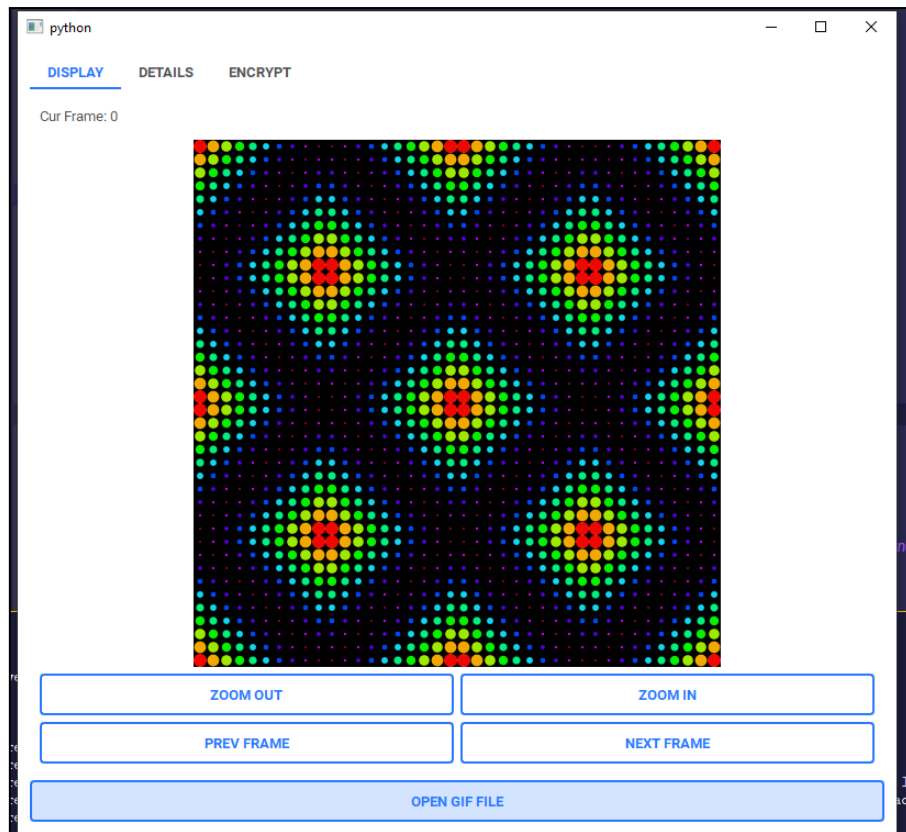 python
DISPLAY DETAILS ENCRYPT
Cur Frame: 0
ZOOM OUT ZOOM IN
PREV FRAME NEXT FRAME
OPEN GIF FILE